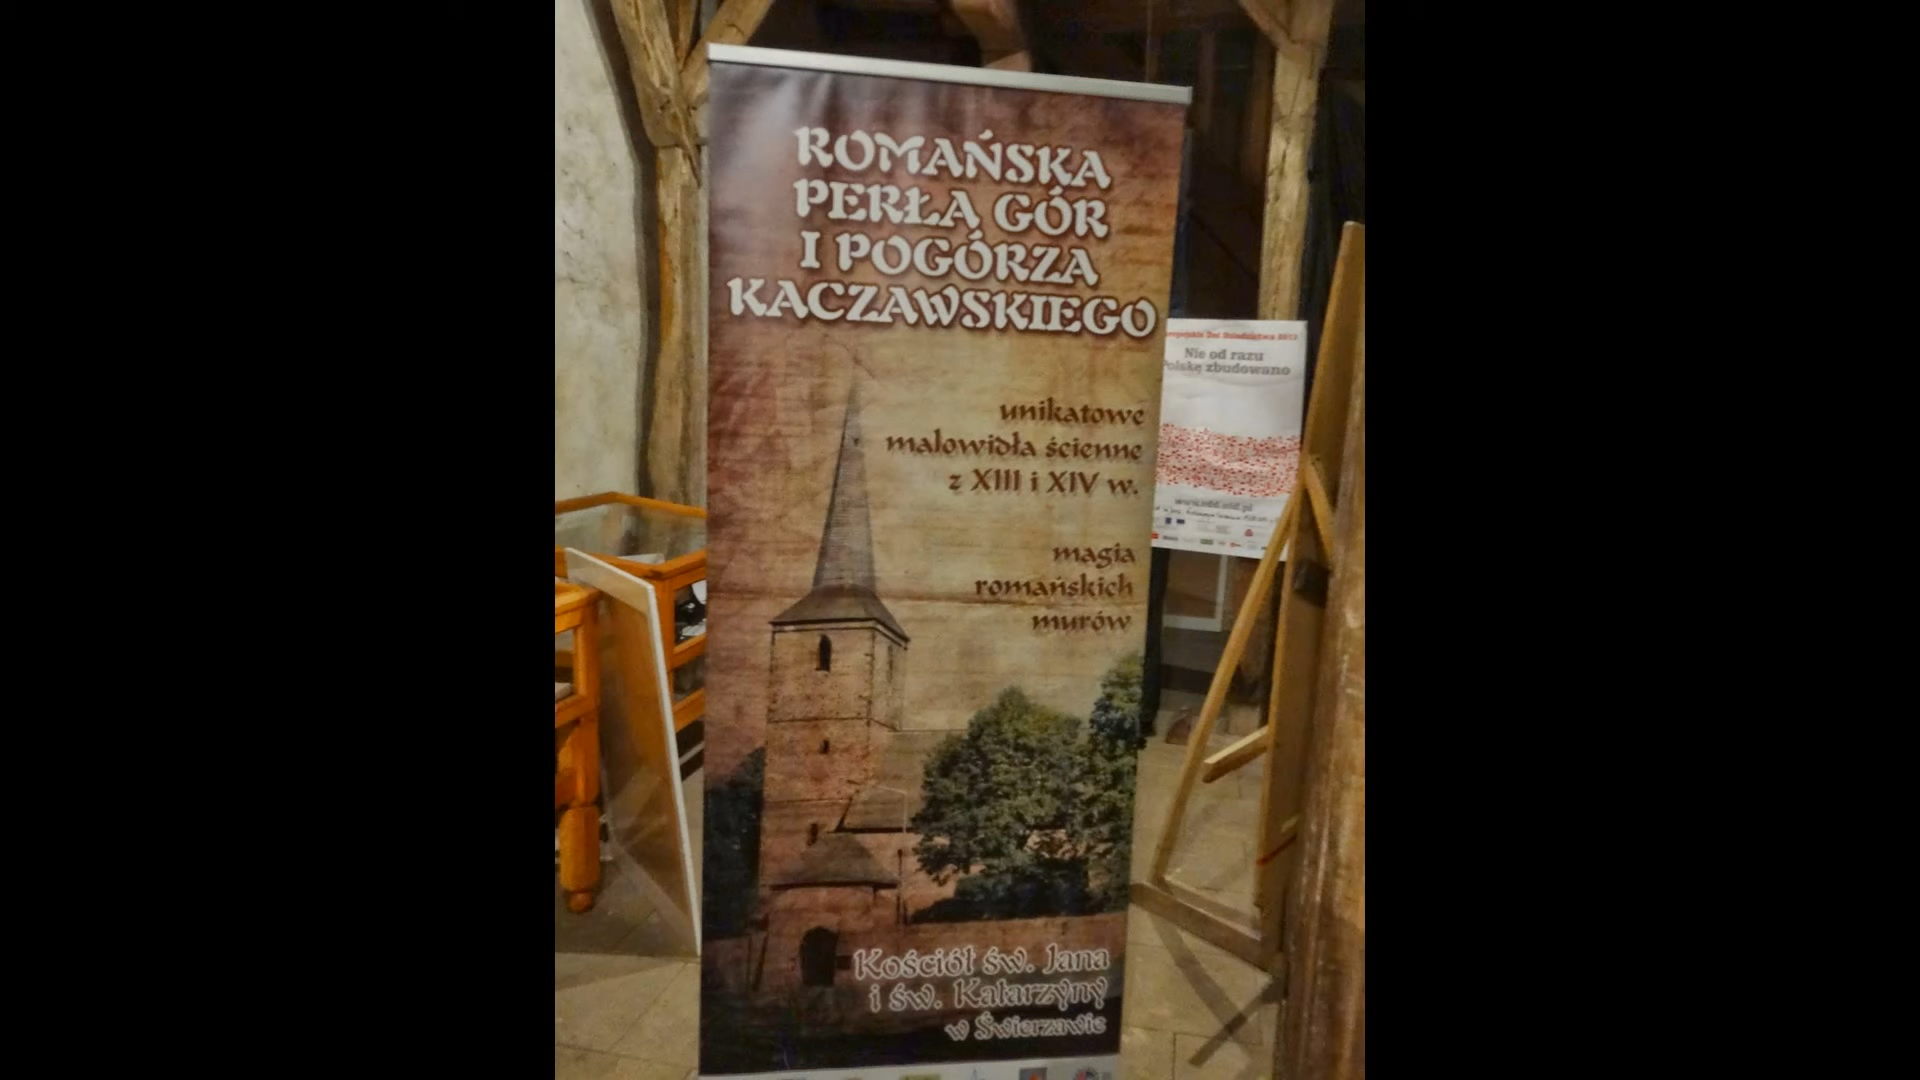 ROMAŃSKA
PERŁA GÓR
I POGÓRZA
KACZAWSKIEGO
unikatowe
malowidła ścienne
z XIII i XIV w.
magia
romańskich
murów
Kościół św. Jana
i św. Katarzyny
w Świerzawie
Nie od razu
Polskę zbudowano